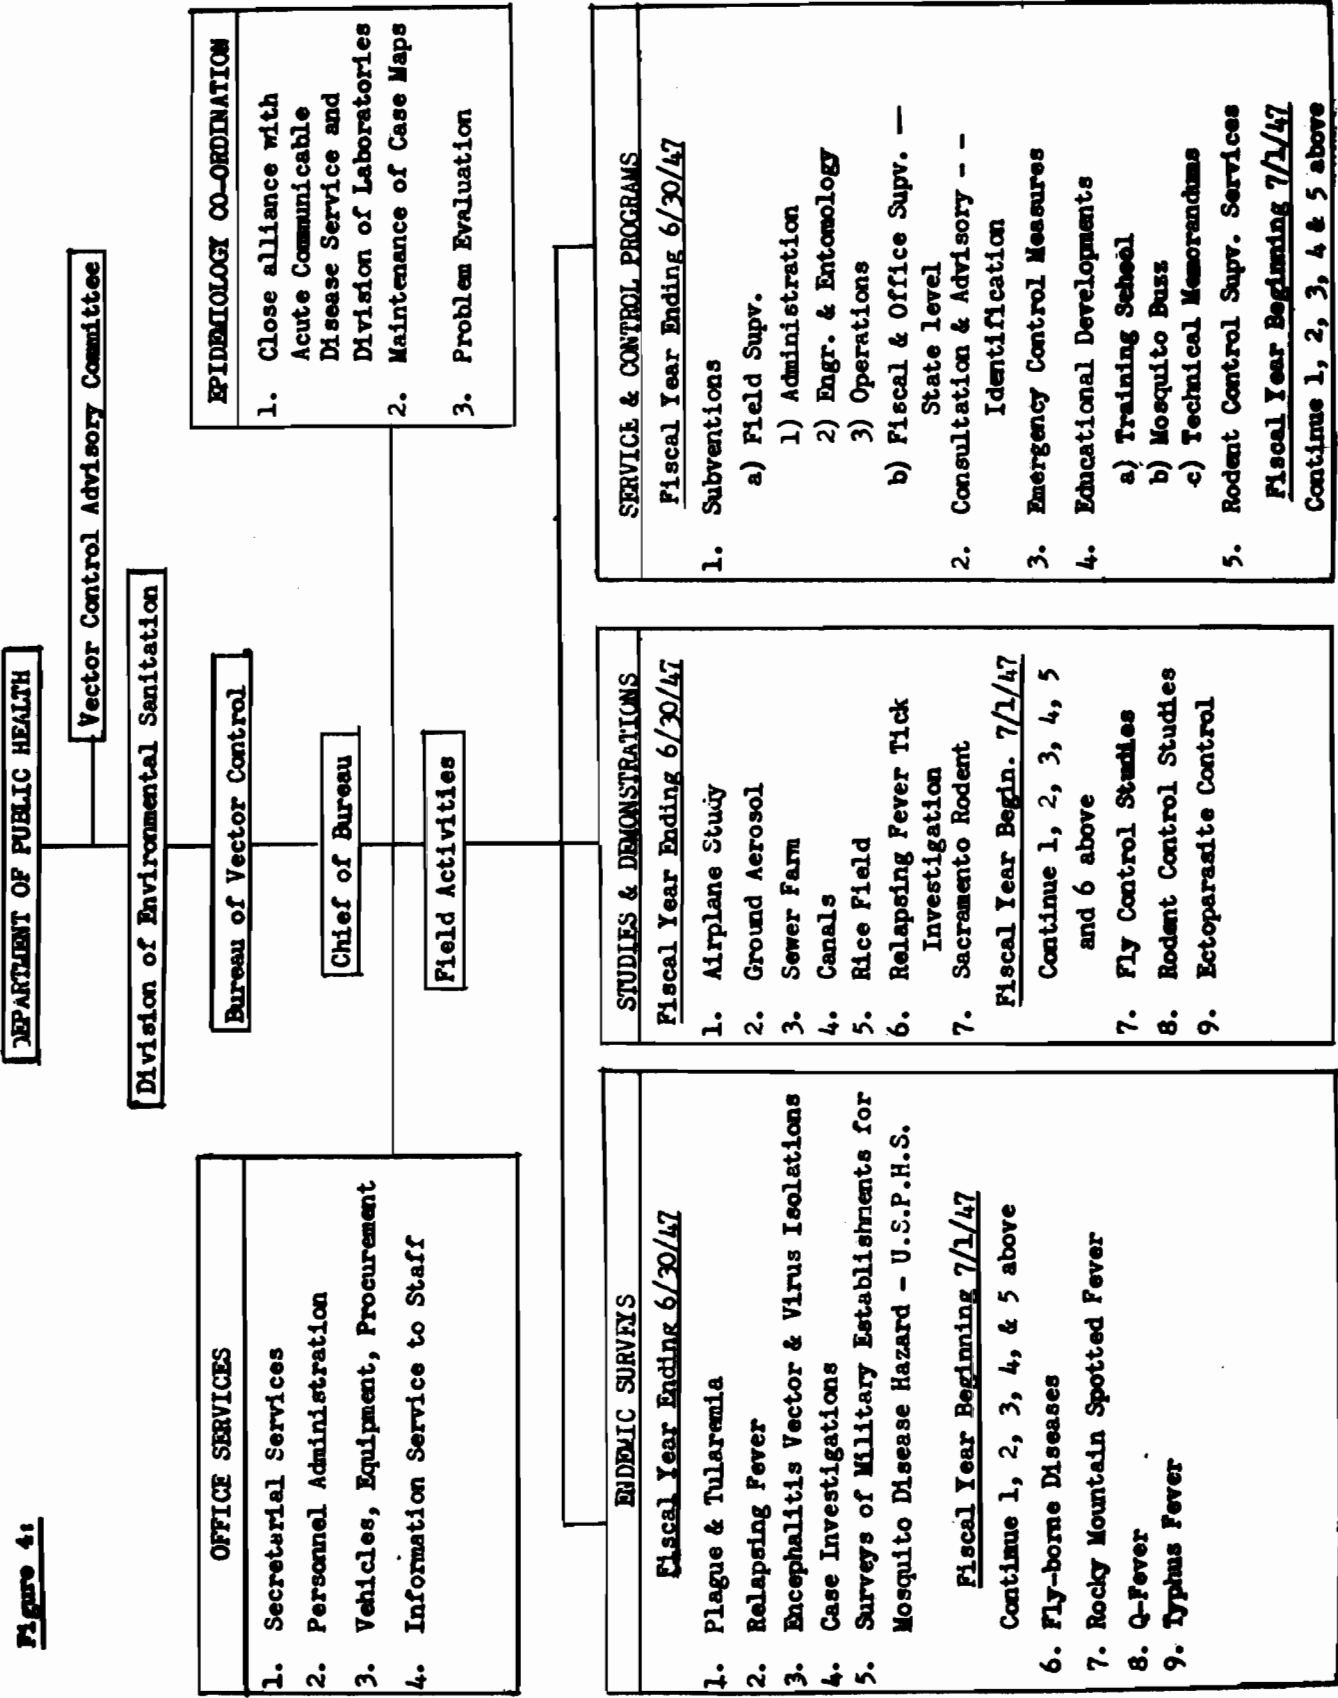 Figure 4:
DEPARTMENT OF PUBLIC HEALTH
Vector Control Advisory Committee
Division of Environmental Sanitation
Bureau of Vector Control
Chief of Bureau
Field Activities
OFFICE SERVICES
1. Secretarial Services
2. Personnel Administration
3. Vehicles, Equipment, Procurement
4. Information Service to Staff
EPIDEMIOLOGY CO-ORDINATION
1. Close alliance with
Acute Communicable
Disease Service and
Division of Laboratories
2. Maintenance of Case Maps
3. Problem Evaluation
ENDEMIC SURVEYS
Fiscal Year Ending 6/30/47
1. Plague & Tularemia
2. Relapsing Fever
3. Encephalitis Vector & Virus Isolations
4. Case Investigations
5. Surveys of Military Establishments for
Mosquito Disease Hazard - U.S.P.H.S.
Fiscal Year Beginning 7/1/47
Continue 1, 2, 3, 4, & 5 above
6. Fly-borne Diseases
7. Rocky Mountain Spotted Fever
8. Q-Fever
9. Typhus Fever
STUDIES & DEMONSTRATIONS
Fiscal Year Ending 6/30/47
1. Airplane Study
2. Ground Aerosol
3. Sewer Farm
4. Canals
5. Rice Field
6. Relapsing Fever Tick
Investigation
7. Sacramento Rodent
Fiscal Year Begin. 7/1/47
Continue 1, 2, 3, 4, 5
and 6 above
7. Fly Control Studies
8. Rodent Control Studies
9. Ectoparasite Control
SERVICE & CONTROL PROGRAMS
Fiscal Year Ending 6/30/47
1. Subventions
a) Field Supv.
1) Administration
2) Engr. & Entomology
3) Operations
b) Fiscal & Office Supv. —
State level
2. Consultation & Advisory - -
Identification
3. Emergency Control Measures
4. Educational Developments
a) Training School
b) Mosquito Buzz
c) Technical Memorandums
5. Rodent Control Supv. Services
Fiscal Year Beginning 7/1/47
Continue 1, 2, 3, 4 & 5 above